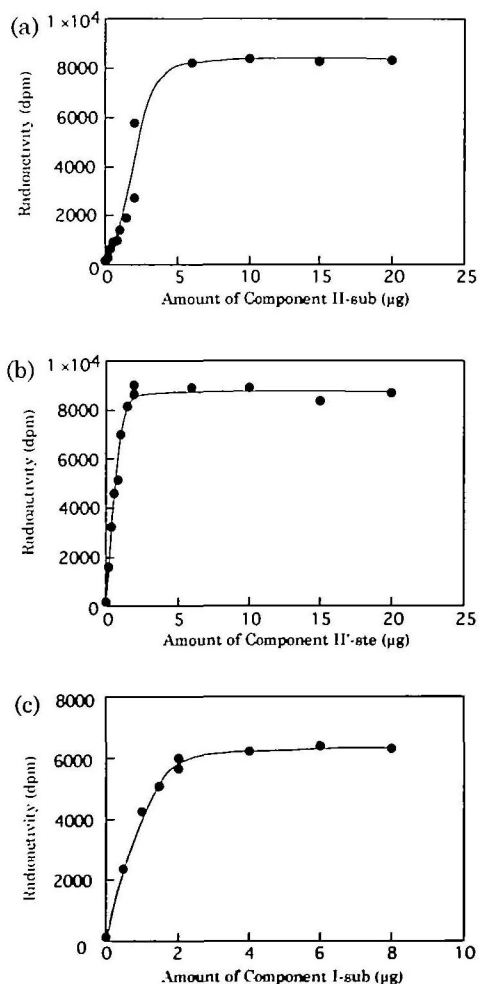 (a)
1 ×10⁴
8000
6000
4000
2000
0
Radioactivity (dpm)
0 5 10 15 20 25
Amount of Component II-sub (µg)
(b)
1 ×10⁴
8000
6000
4000
2000
0
Radioactivity (dpm)
0 5 10 15 20 25
Amount of Component II'-ste (µg)
(c)
8000
6000
4000
2000
0
Radioactivity (dpm)
0 2 4 6 8 10
Amount of Component I-sub (µg)